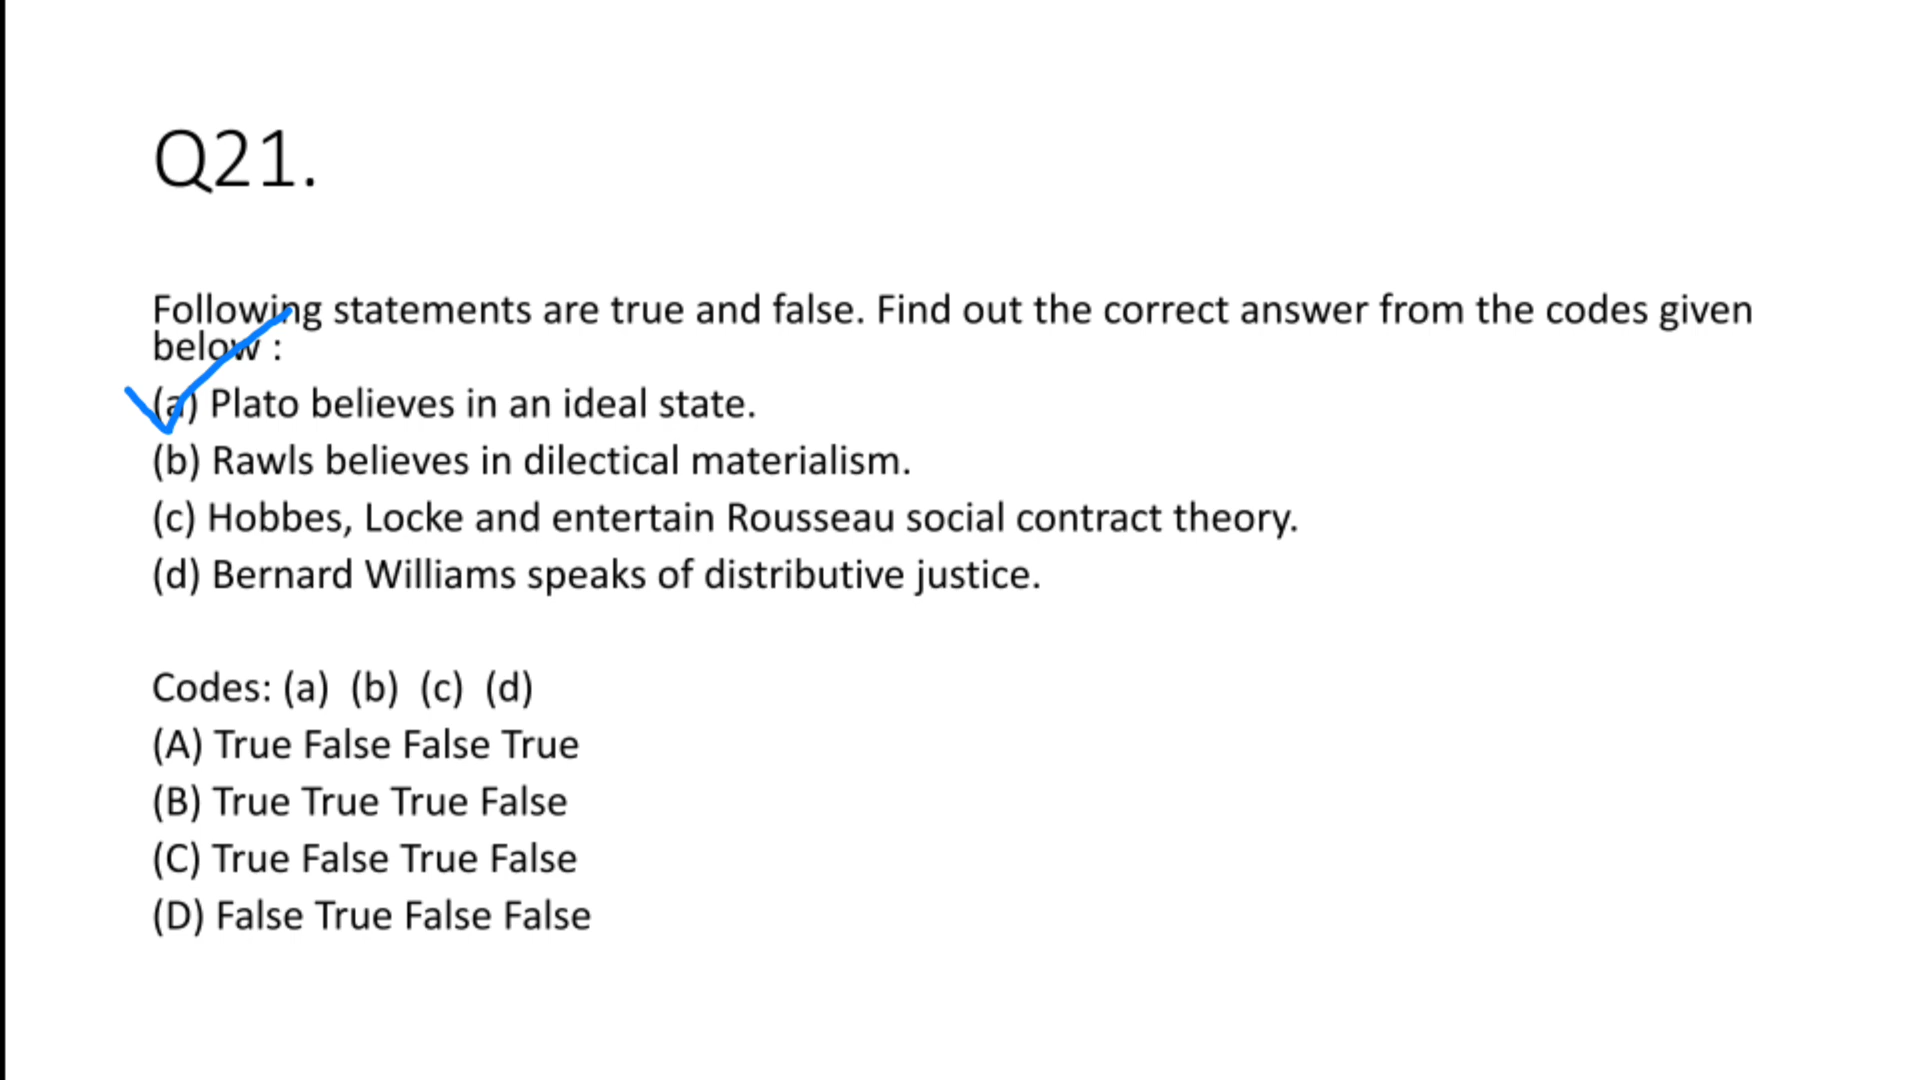 Q21.
Following statements are true and false. Find out the correct answer from the codes given
below :
(a) Plato believes in an ideal state.
(b) Rawls believes in dilectical materialism.
(c) Hobbes, Locke and entertain Rousseau social contract theory.
(d) Bernard Williams speaks of distributive justice.
Codes: (a) (b) (c) (d)
(A) True False False True
(B) True True True False
(C) True False True False
(D) False True False False